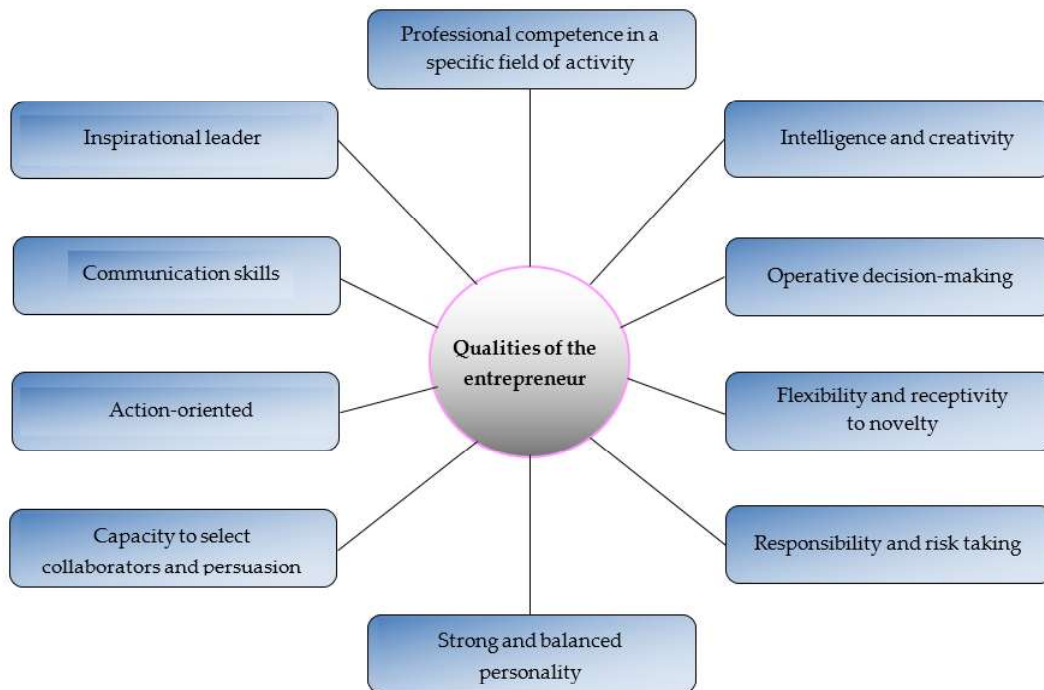 Professional competence in a
specific field of activity
Inspirational leader
Intelligence and creativity
Communication skills
Operative decision-making
Qualities of the
entrepreneur
Action-oriented
Flexibility and receptivity
to novelty
Capacity to select
collaborators and persuasion
Responsibility and risk taking
Strong and balanced
personality